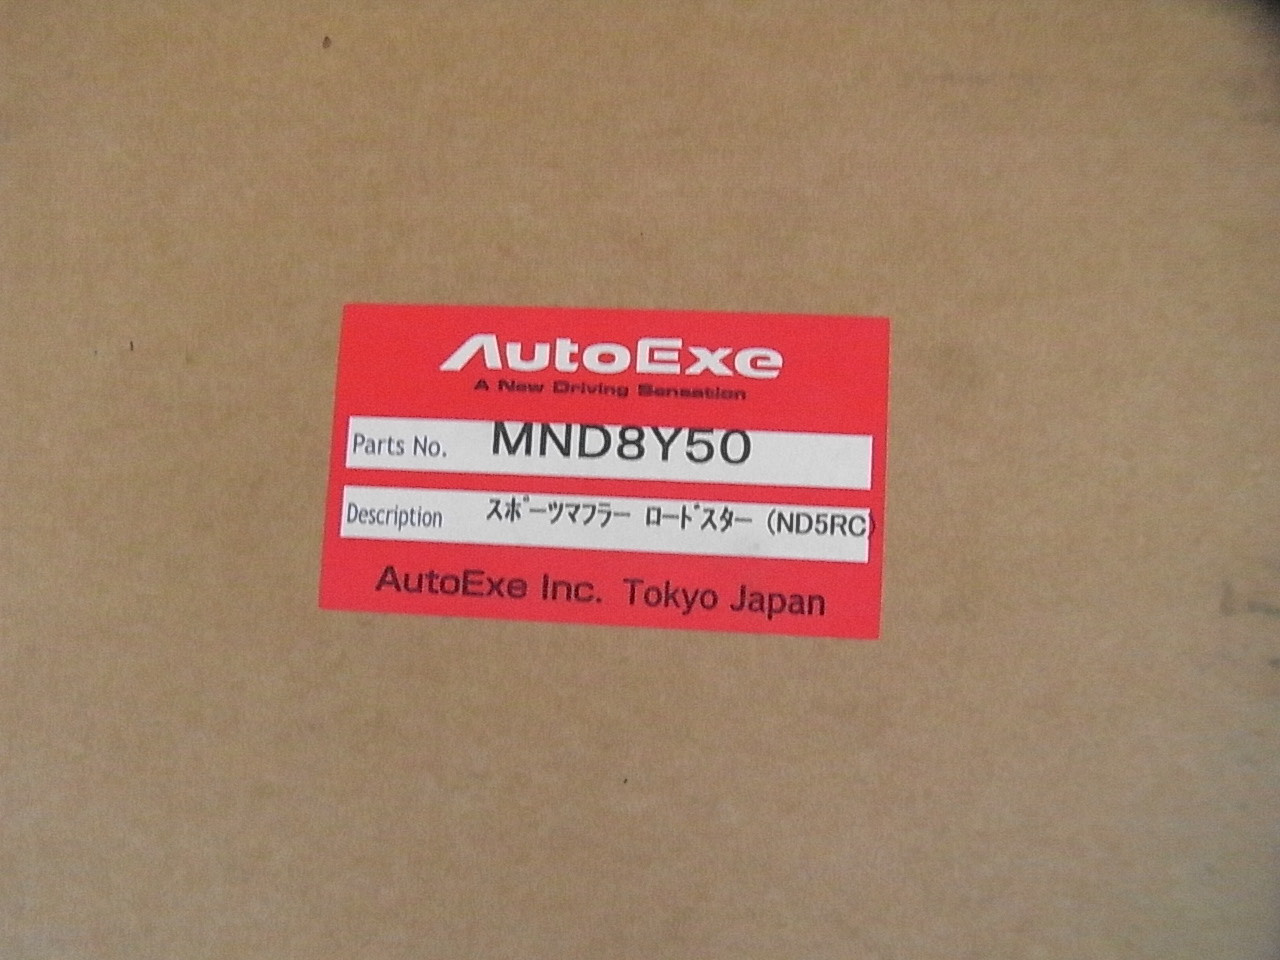 AutoExe
A New Driving Sensation
Parts No. MND8Y50
Description ｽﾎﾟｰﾂﾏﾌﾗｰ ﾛｰﾄﾞｽﾀｰ (ND5RC)
AutoExe Inc. Tokyo Japan